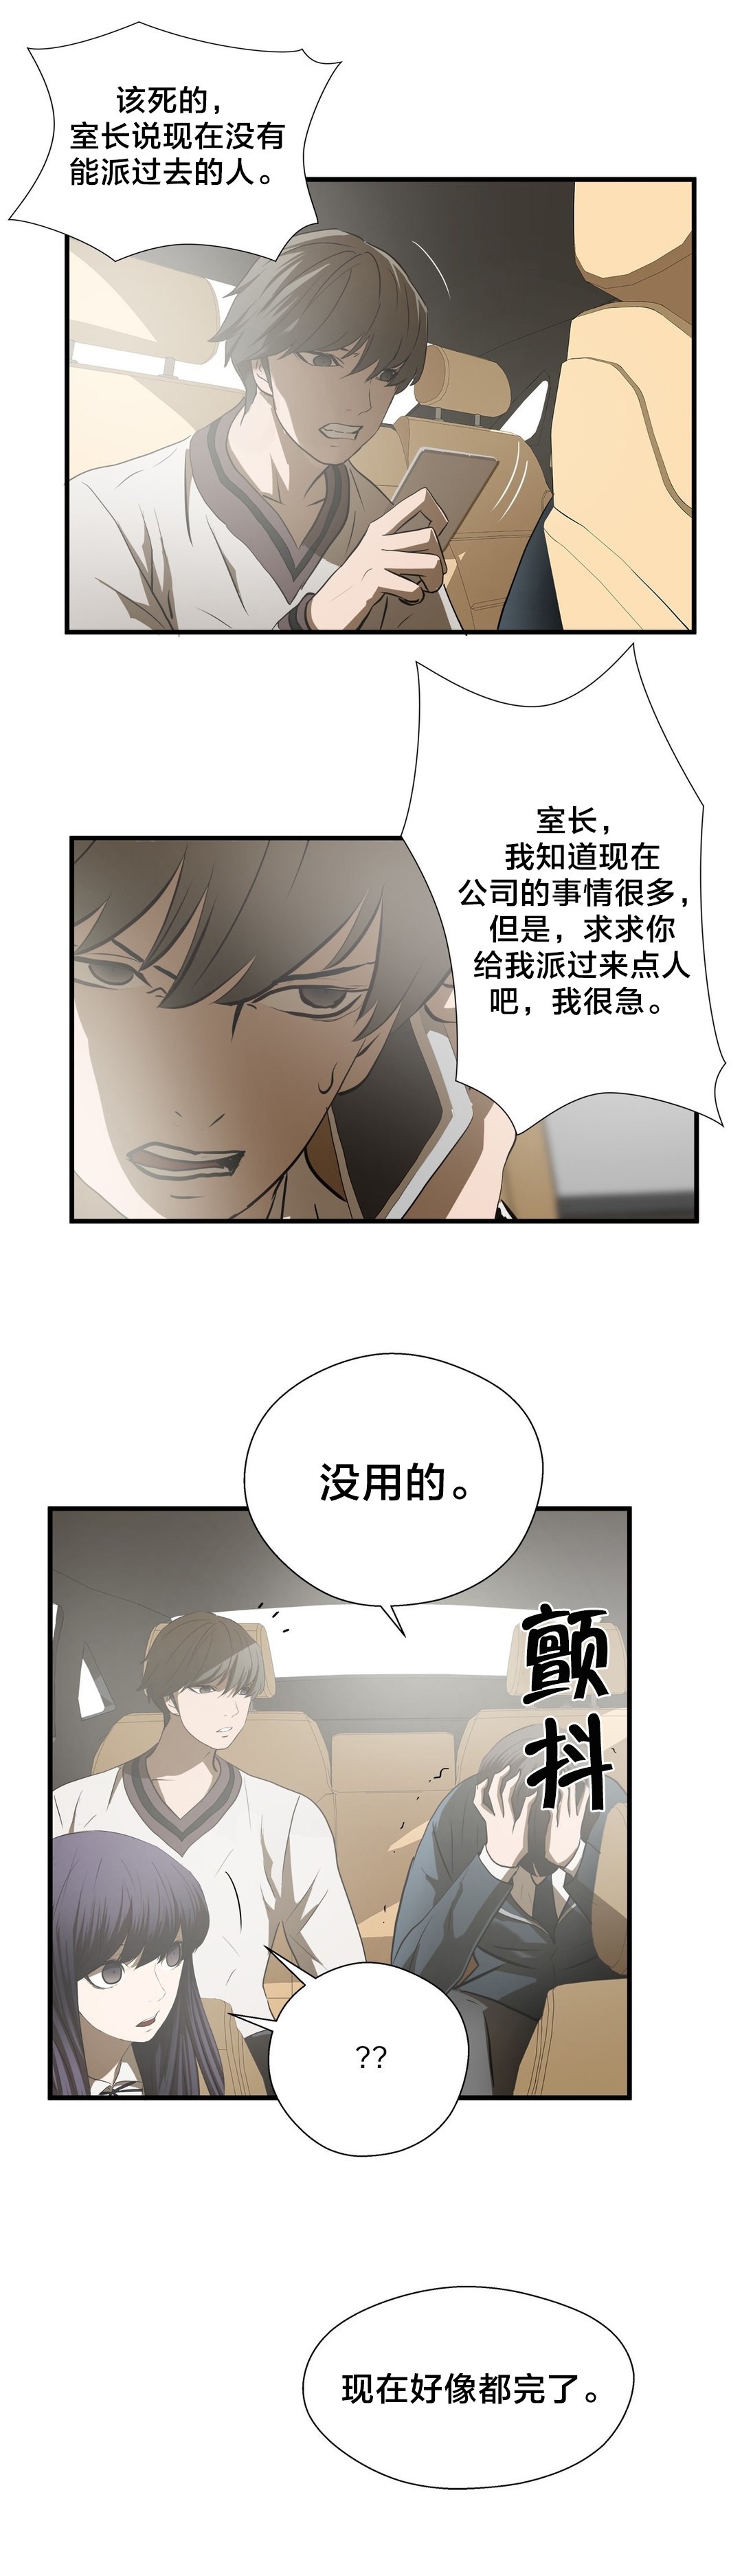 该死的，
室长说现在没有
能派过去的人。
室长，
我知道现在
公司的事情很多，
但是，求求你
给我派过来点人
吧，我很急。
没用的。
颤
抖
??
现在好像都完了。